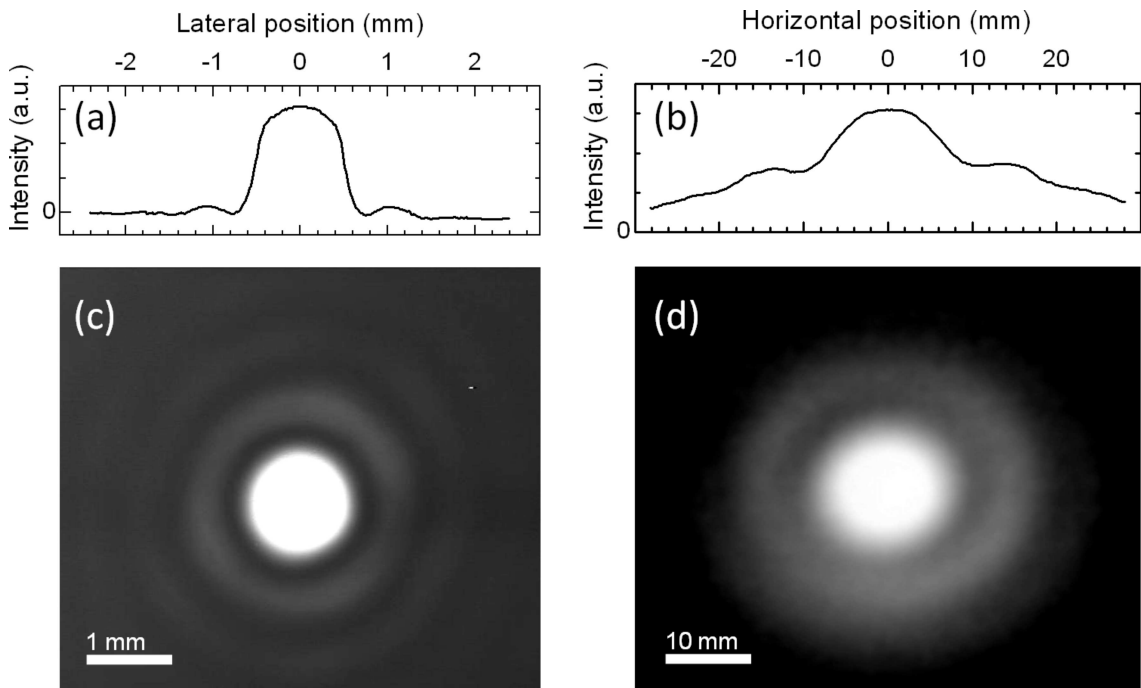 Lateral position (mm)
-2 -1 0 1 2
Intensity (a.u.)
0
(a)
Horizontal position (mm)
-20 -10 0 10 20
Intensity (a.u.)
0
(b)
(c)
1 mm
(d)
10 mm